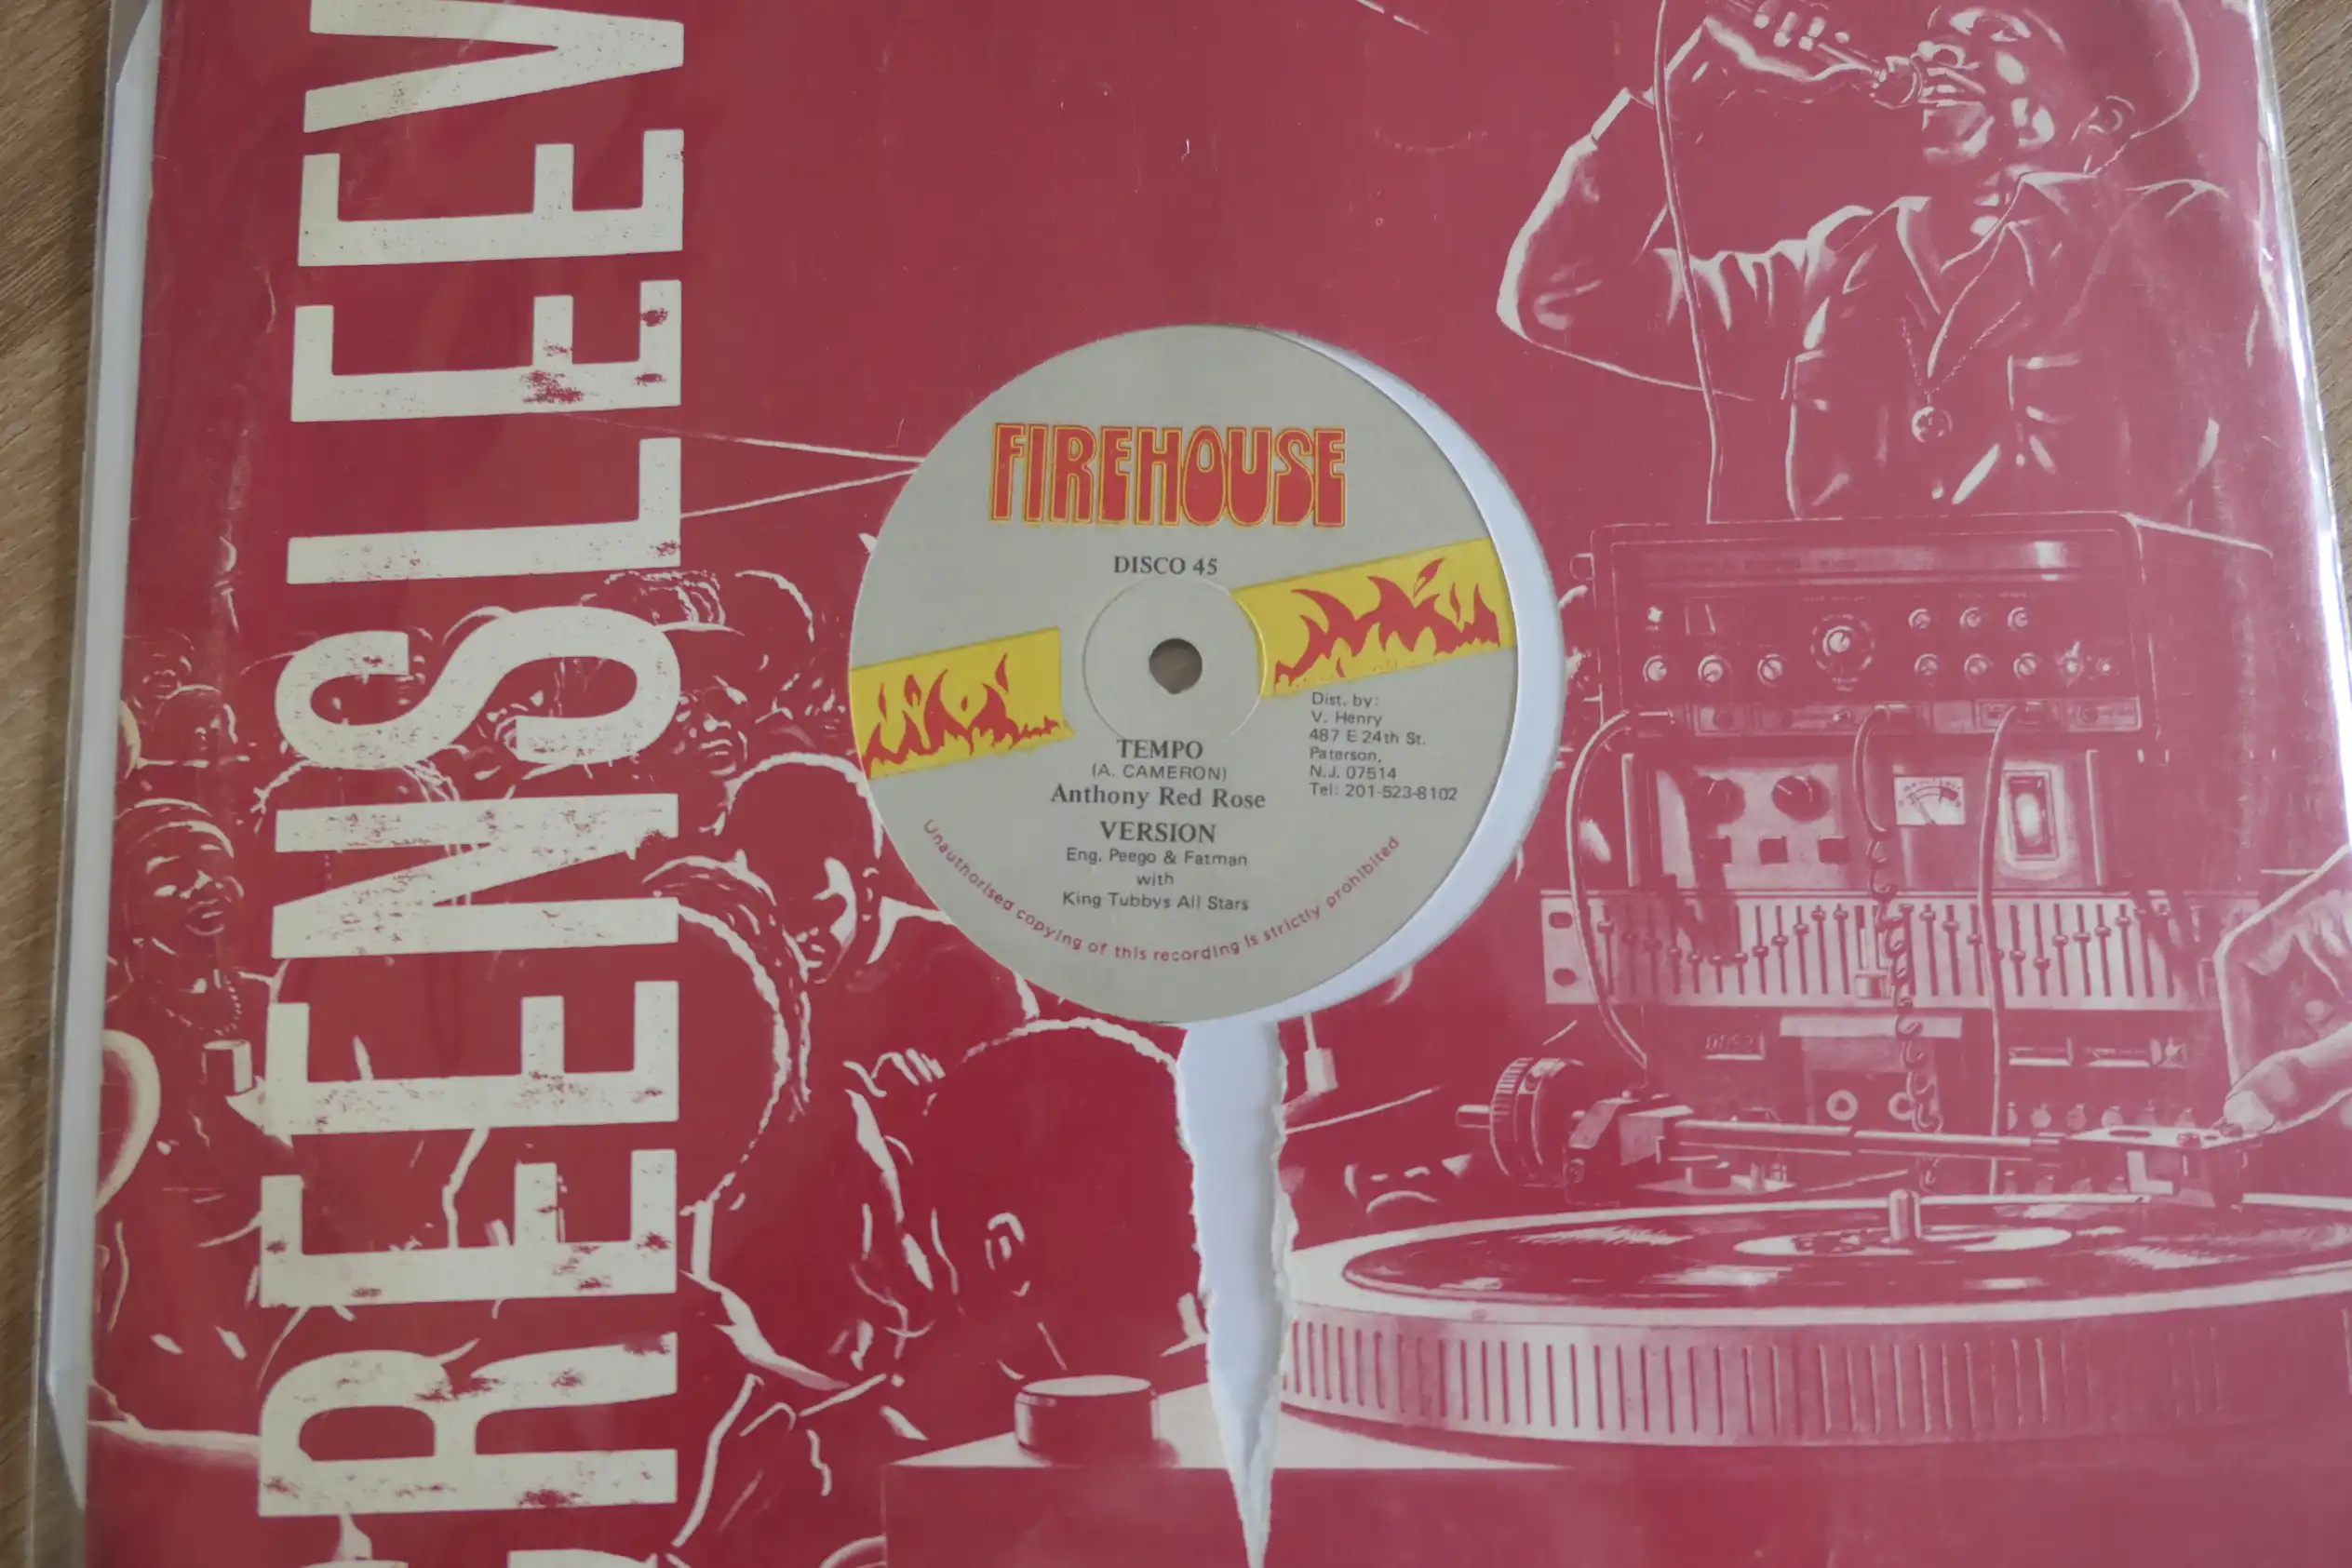 GREENSLEEV
FIREHOUSE
DISCO 45
Dist. by:
V. Henry
487 E 24th St.
Paterson,
N.J. 07514
Tel: 201-523-8102
TEMPO
(A. CAMERON)
Anthony Red Rose
VERSION
Eng. Peego & Fatman
with
King Tubbys All Stars
Unauthorised copying of this recording is strictly prohibited